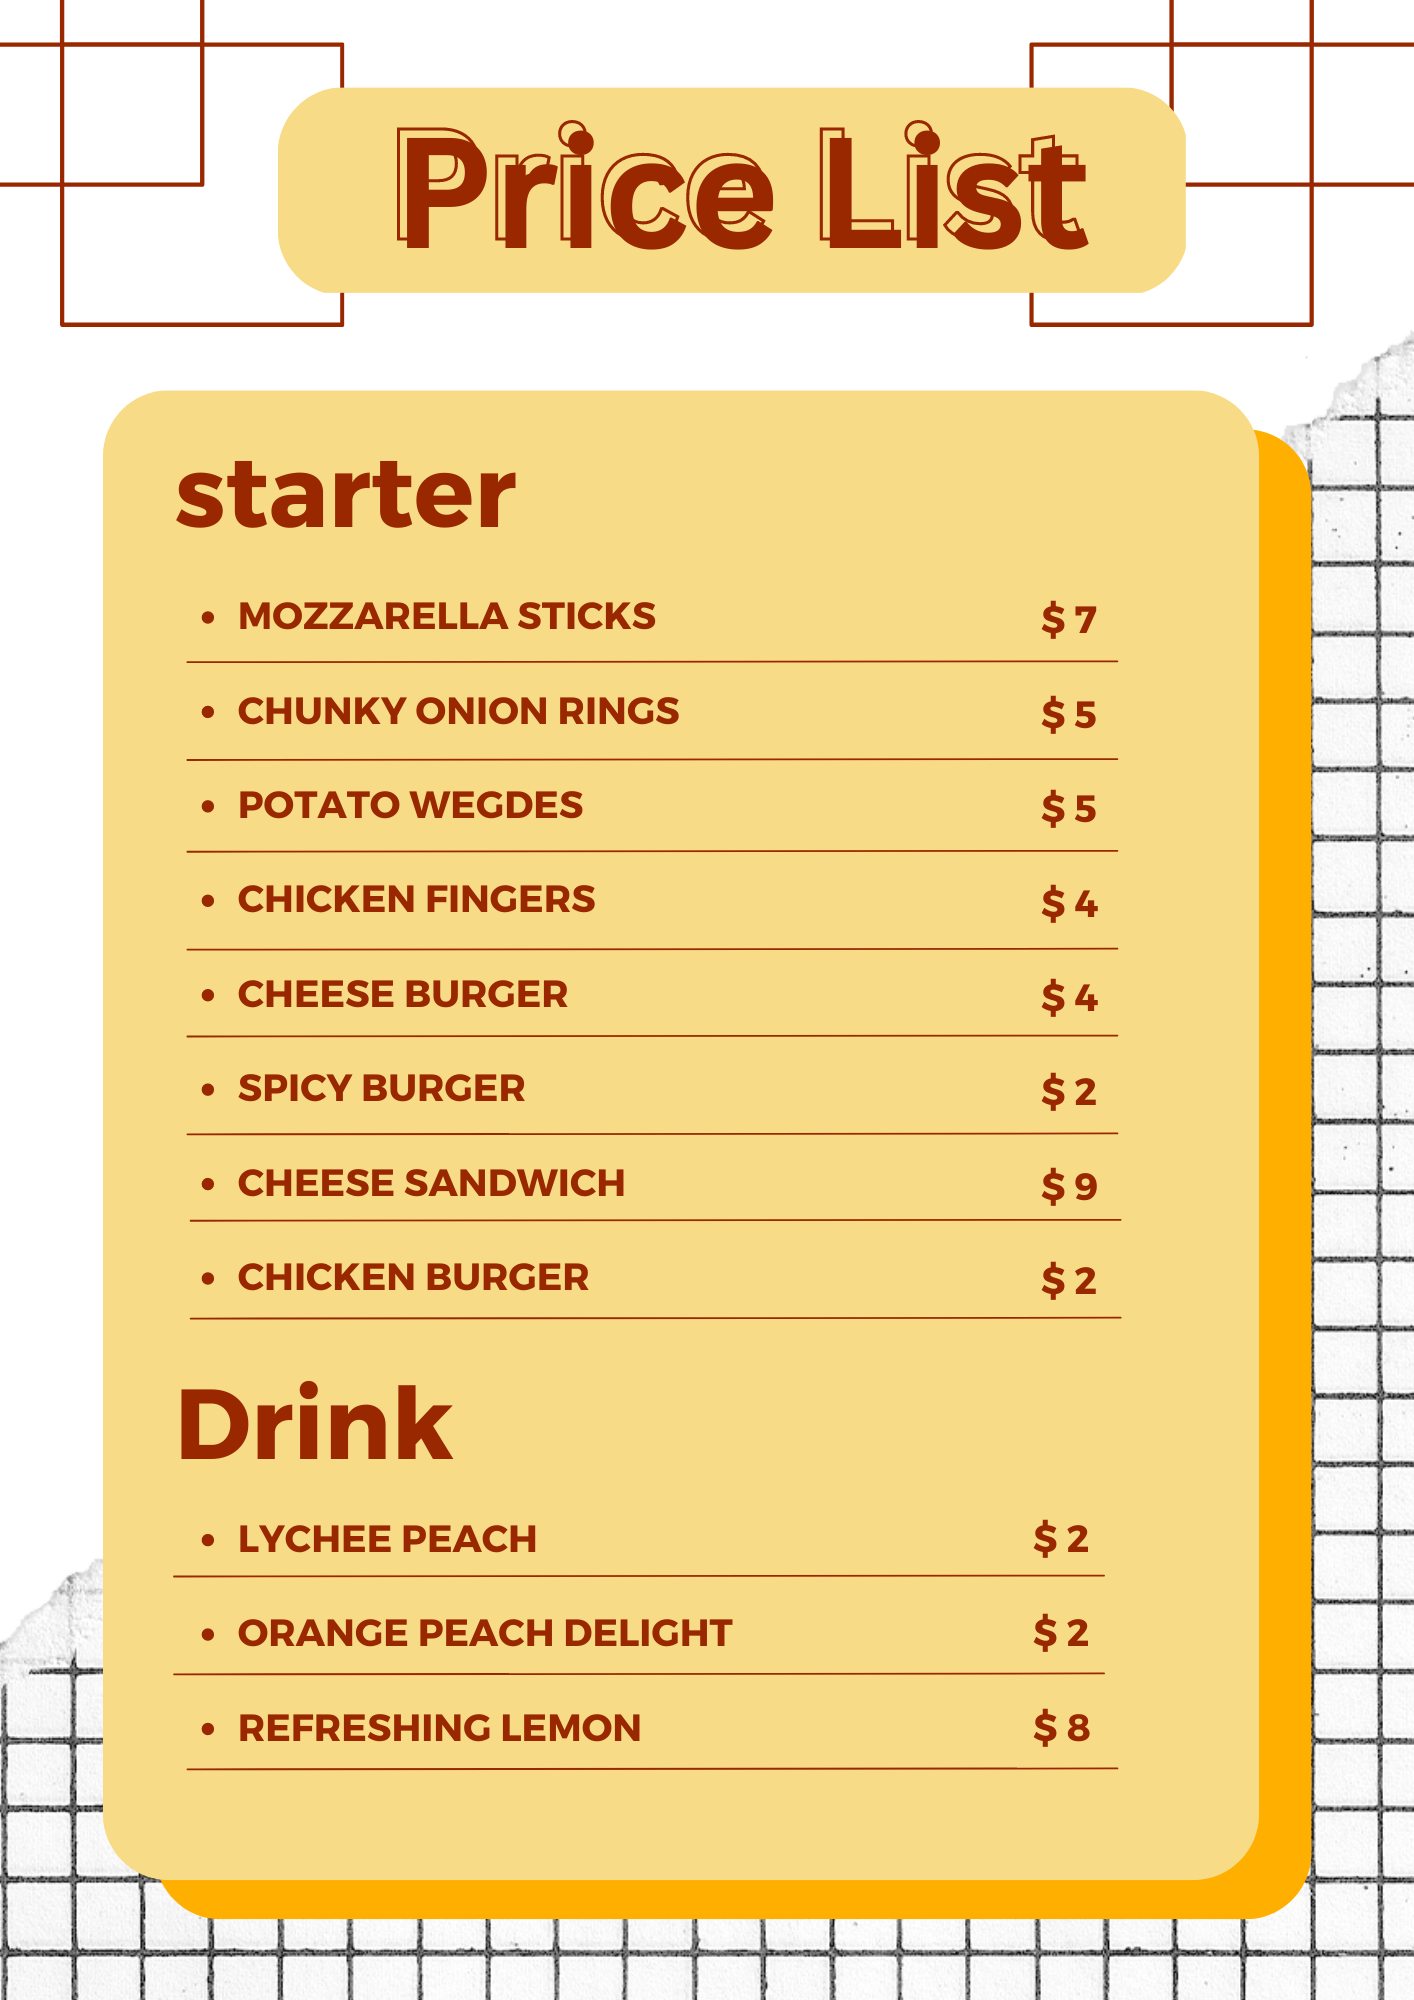 Price List
starter
• MOZZARELLA STICKS $ 7
• CHUNKY ONION RINGS $ 5
• POTATO WEGDES $ 5
• CHICKEN FINGERS $ 4
• CHEESE BURGER $ 4
• SPICY BURGER $ 2
• CHEESE SANDWICH $ 9
• CHICKEN BURGER $ 2
Drink
• LYCHEE PEACH $ 2
• ORANGE PEACH DELIGHT $ 2
• REFRESHING LEMON $ 8